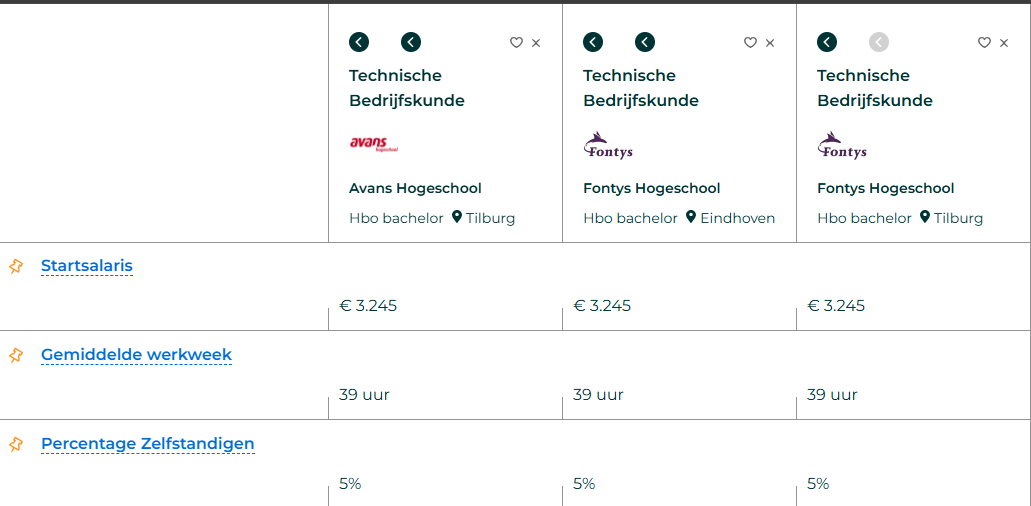 Technische
Bedrijfskunde
avans
hogeschool
Avans Hogeschool
Hbo bachelor Tilburg
Technische
Bedrijfskunde
Fontys
Fontys Hogeschool
Hbo bachelor Eindhoven
Technische
Bedrijfskunde
Fontys
Fontys Hogeschool
Hbo bachelor Tilburg
Startsalaris
€ 3.245 € 3.245 € 3.245
Gemiddelde werkweek
39 uur 39 uur 39 uur
Percentage Zelfstandigen
5% 5% 5%